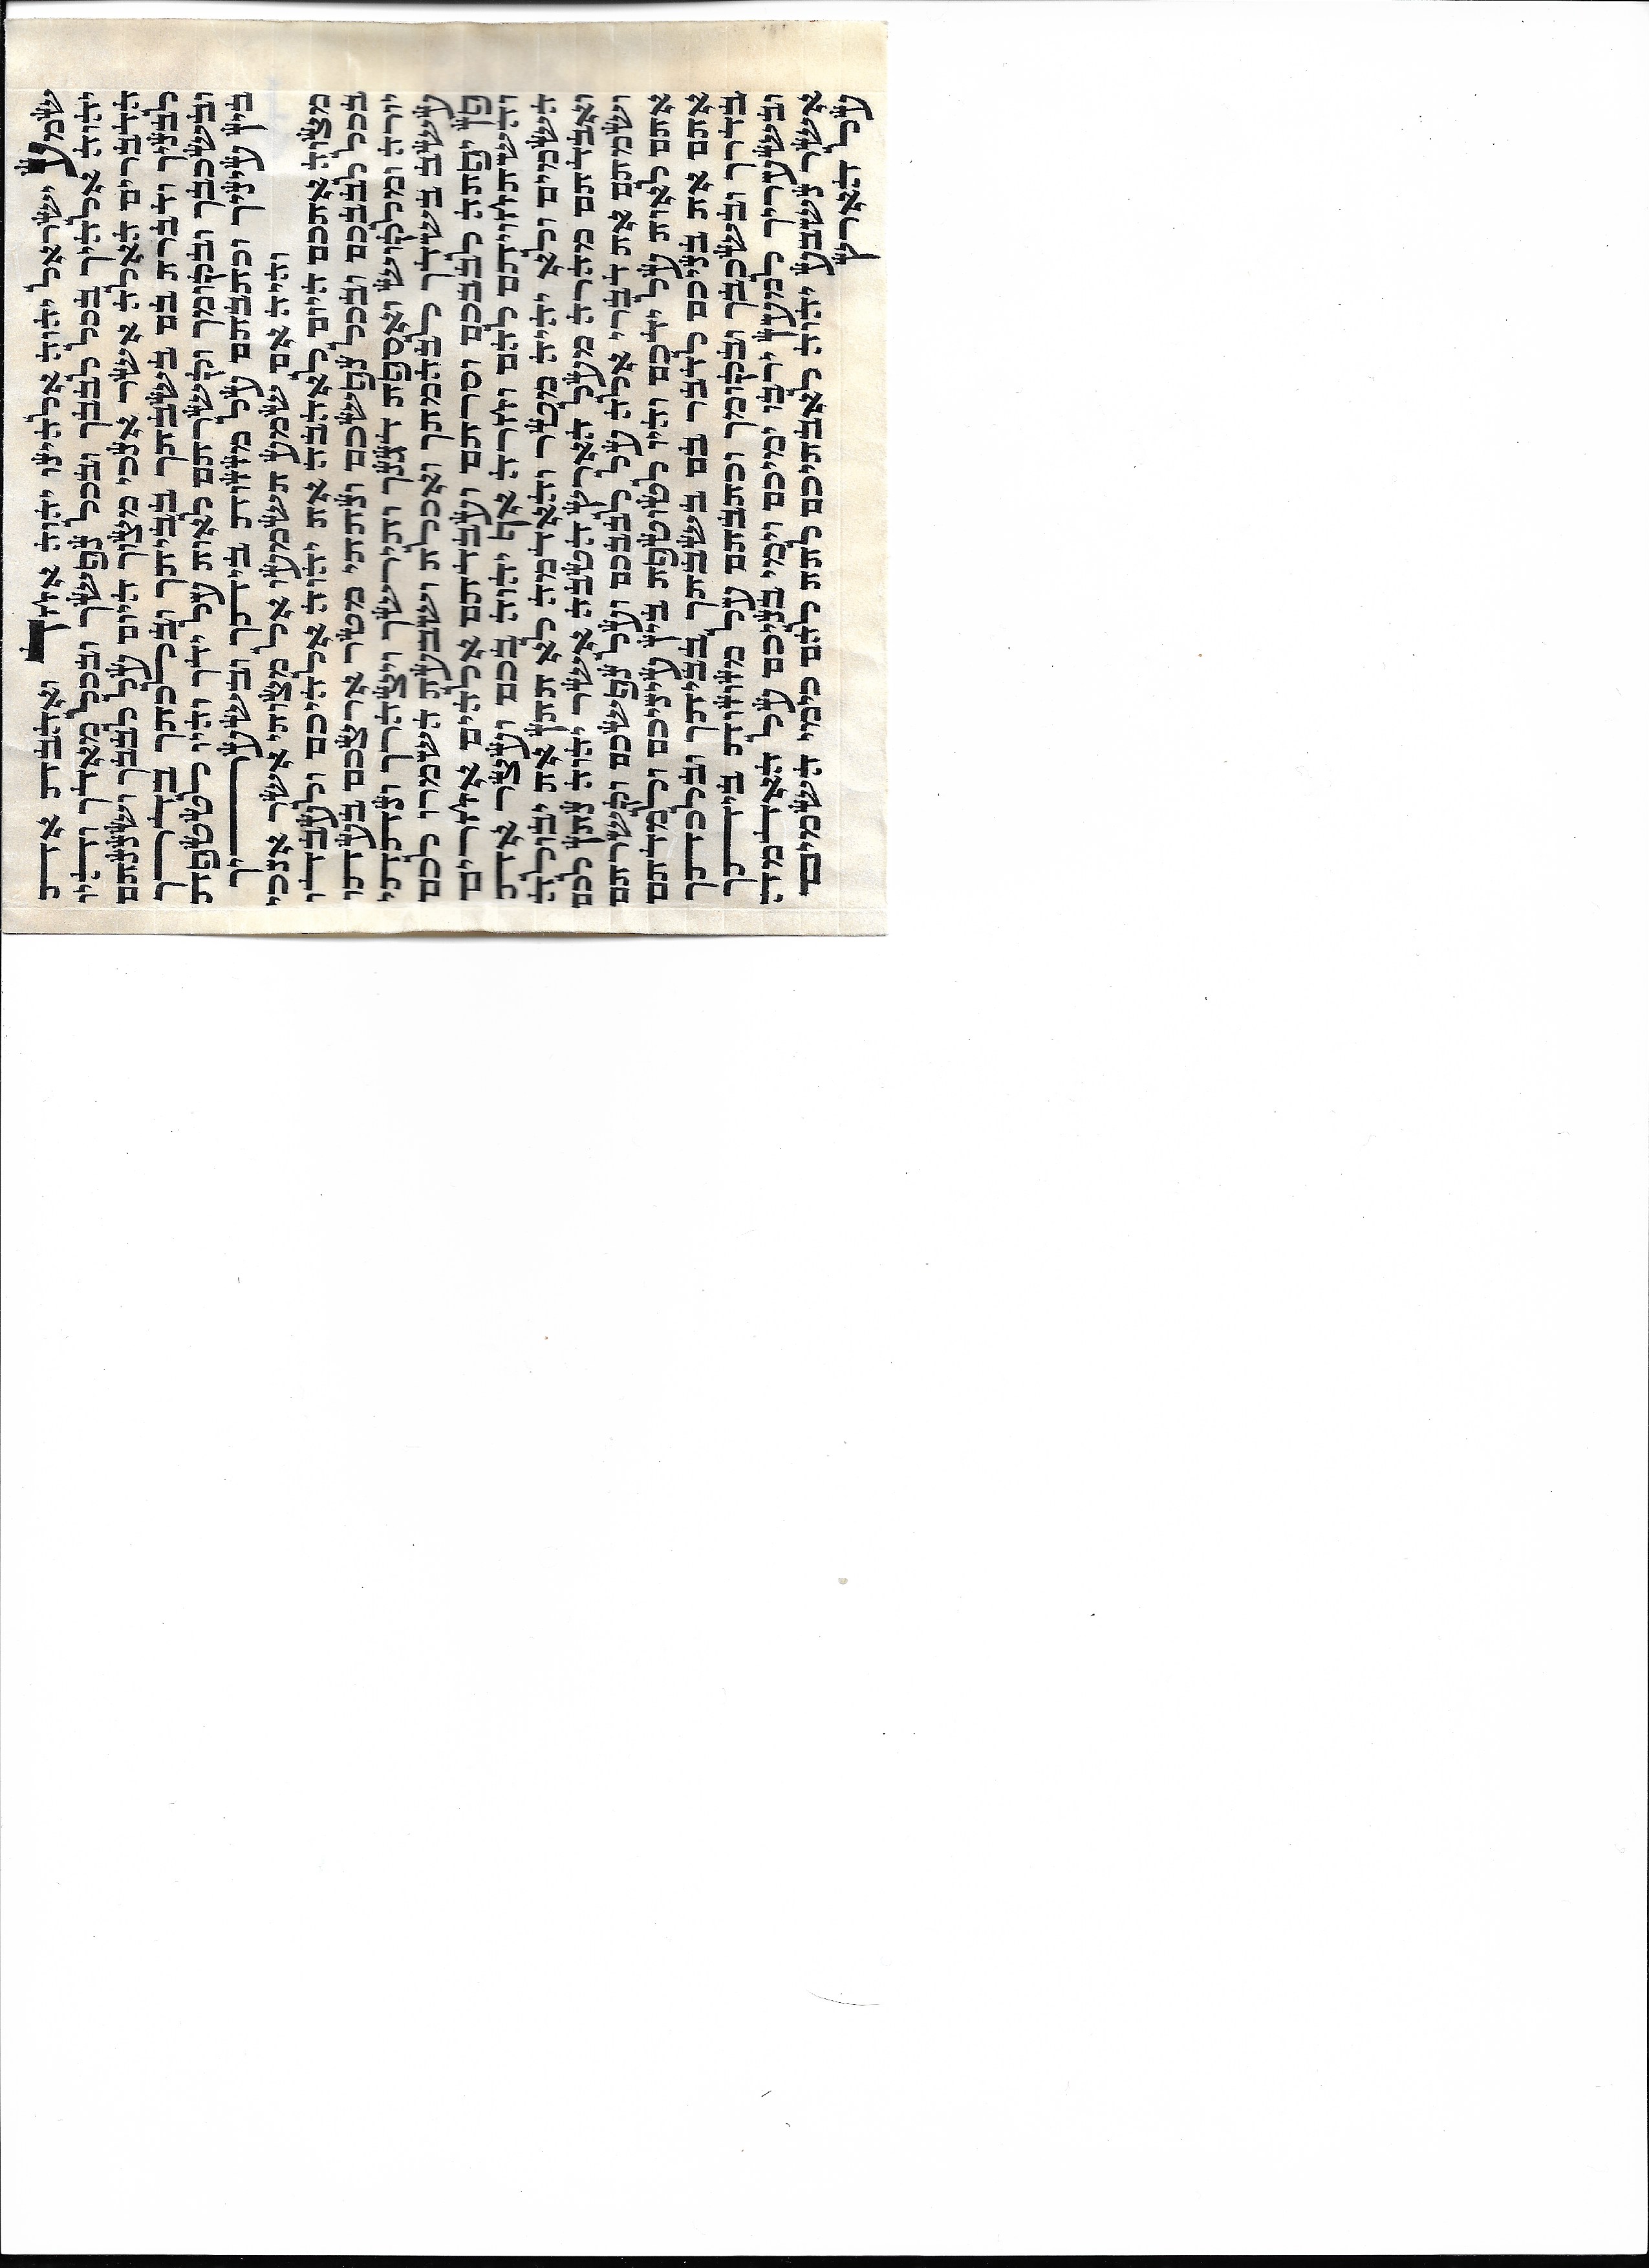 שמע ישראל יהוה אלהינו יהוה אחד ואהבת את
יהוה אלהיך בכל לבבך ובכל נפשך ובכל מאדך והיו
הדברים האלה אשר אנכי מצוך היום על לבבך ושננתם
לבניך ודברת בם בשבתך בביתך ובלכתך בדרך
ובשכבך ובקומך וקשרתם לאות על ידך והיו לטטפת
בין עיניך וכתבתם על מזזות ביתך ובשעריך
והיה אם שמע תשמעו אל מצותי אשר אנכי
מצוה אתכם היום לאהבה את יהוה אלהיכם ולעבדו
בכל לבבכם ובכל נפשכם ונתתי מטר ארצכם בעתו
יורה ומלקוש ואספת דגנך ותירשך ויצהרך ונתתי
עשב בשדך לבהמתך ואכלת ושבעת השמרו לכם
פן יפתה לבבכם וסרתם ועבדתם אלהים אחרים
והשתחויתם להם וחרה אף יהוה בכם ועצר את
השמים ולא יהיה מטר והאדמה לא תתן את יבולה
ואבדתם מהרה מעל הארץ הטבה אשר יהוה נתן לכם
ושמתם את דברי אלה על לבבכם ועל נפשכם וקשרתם
אתם לאות על ידכם והיו לטוטפת בין עיניכם ולמדתם
אתם את בניכם לדבר בם בשבתך בביתך ובלכתך
בדרך ובשכבך ובקומך וכתבתם על מזוזות ביתך
ובשעריך למען ירבו ימיכם וימי בניכם על האדמה
אשר נשבע יהוה לאבתיכם לתת להם כימי השמים
על הארץ